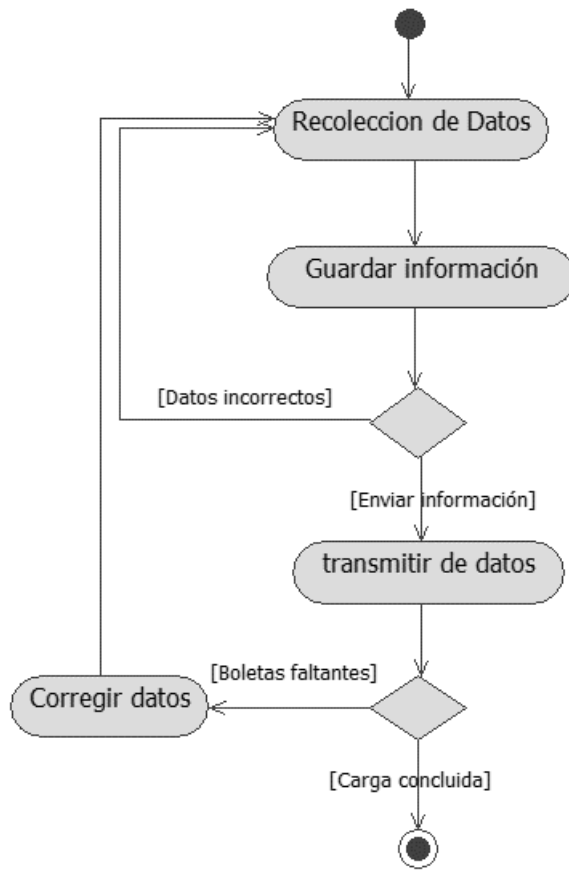 Recoleccion de Datos
Guardar información
[Datos incorrectos]
[Enviar información]
transmitir de datos
[Boletas faltantes]
Corregir datos
[Carga concluida]